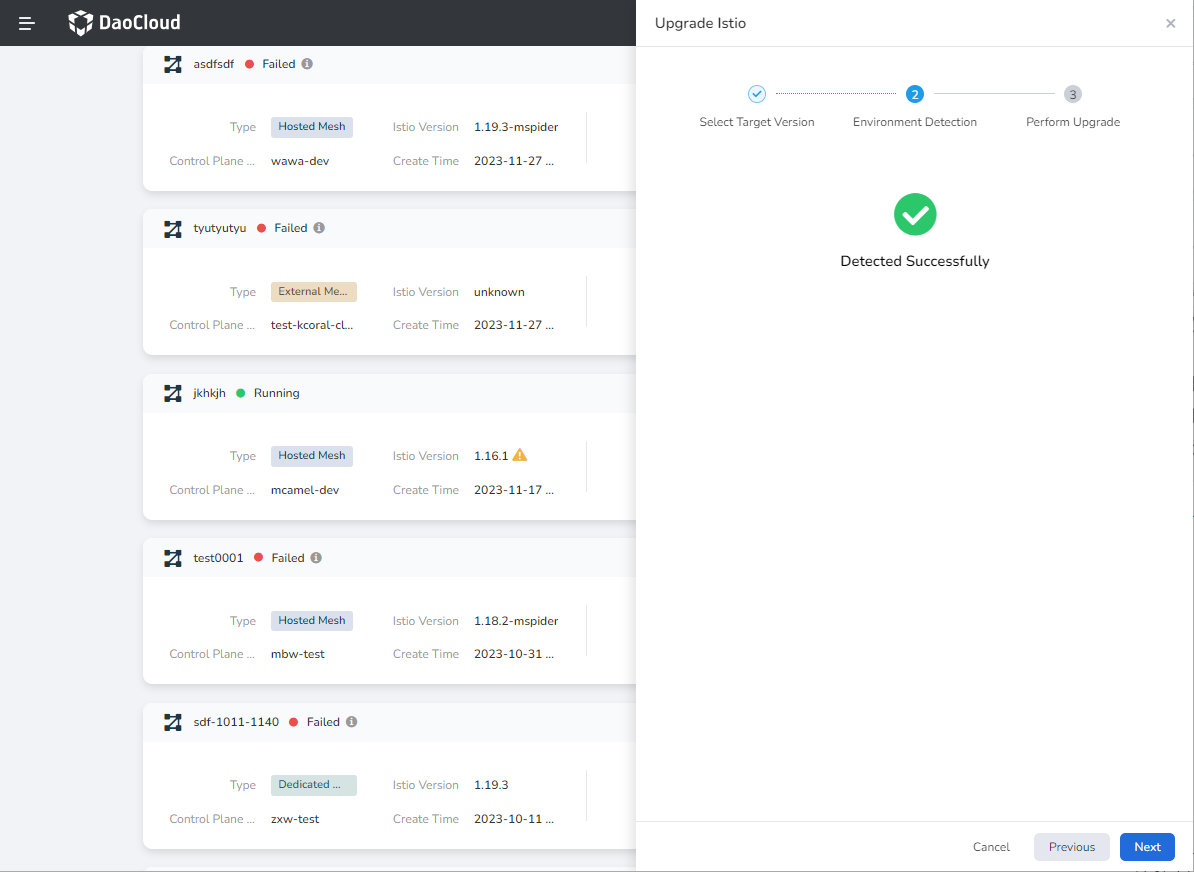 DaoCloud
Upgrade Istio
asdfsdf Failed
Type Hosted Mesh Istio Version 1.19.3-mspider
Control Plane ... wawa-dev Create Time 2023-11-27 ...
tyutyutyu Failed
Type External Me... Istio Version unknown
Control Plane ... test-kcoral-cl... Create Time 2023-11-27 ...
jkhkjh Running
Type Hosted Mesh Istio Version 1.16.1
Control Plane ... mcamel-dev Create Time 2023-11-17 ...
test0001 Failed
Type Hosted Mesh Istio Version 1.18.2-mspider
Control Plane ... mbw-test Create Time 2023-10-31 ...
sdf-1011-1140 Failed
Type Dedicated ... Istio Version 1.19.3
Control Plane ... zxw-test Create Time 2023-10-11 ...
2 3
Select Target Version Environment Detection Perform Upgrade
Detected Successfully
Cancel Previous Next